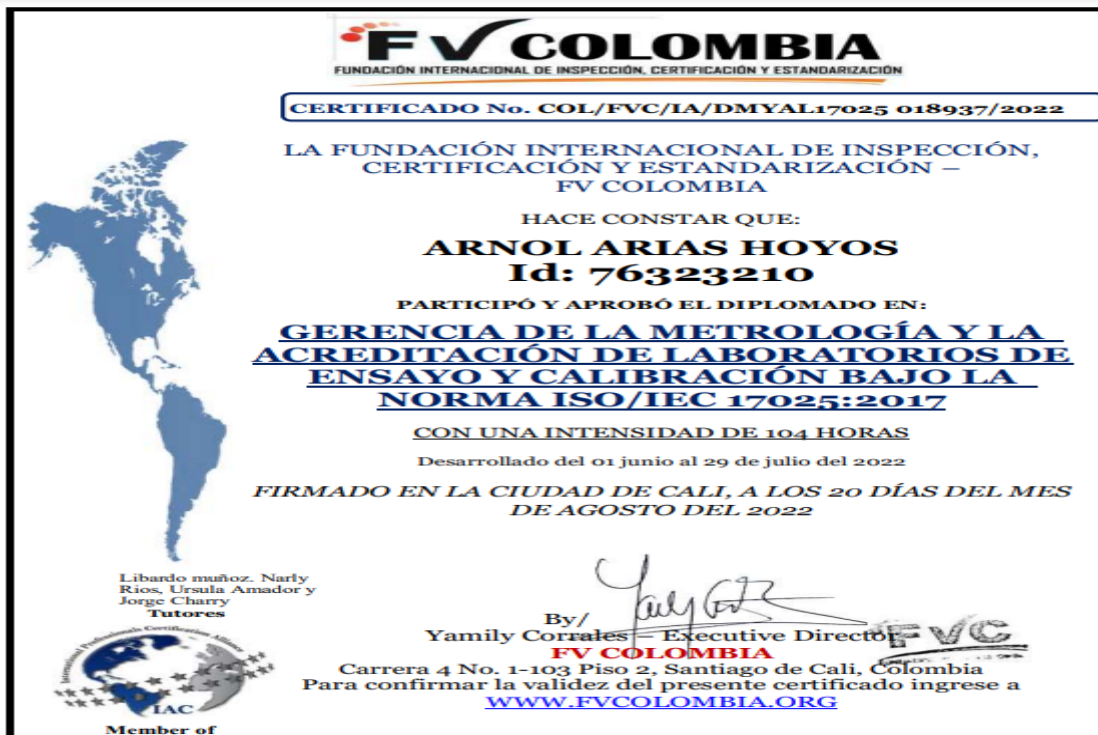 FV COLOMBIA
FUNDACIÓN INTERNACIONAL DE INSPECCIÓN, CERTIFICACIÓN Y ESTANDARIZACIÓN
CERTIFICADO No. COL/FVC/IA/DMYAL17025 018937/2022
LA FUNDACIÓN INTERNACIONAL DE INSPECCIÓN,
CERTIFICACIÓN Y ESTANDARIZACIÓN –
FV COLOMBIA
HACE CONSTAR QUE:
ARNOL ARIAS HOYOS
Id: 76323210
PARTICIPÓ Y APROBÓ EL DIPLOMADO EN:
GERENCIA DE LA METROLOGÍA Y LA
ACREDITACIÓN DE LABORATORIOS DE
ENSAYO Y CALIBRACIÓN BAJO LA
NORMA ISO/IEC 17025:2017
CON UNA INTENSIDAD DE 104 HORAS
Desarrollado del 01 junio al 29 de julio del 2022
FIRMADO EN LA CIUDAD DE CALI, A LOS 20 DÍAS DEL MES
DE AGOSTO DEL 2022
Libardo muñoz. Narly
Rios, Ursula Amador y
Jorge Charry
Tutores
International Professionals Certification Alliance
IAC
Member of
By/
Yamily Corrales – Executive Director
FVC
FV COLOMBIA
Carrera 4 No. 1-103 Piso 2, Santiago de Cali, Colombia
Para confirmar la validez del presente certificado ingrese a
WWW.FVCOLOMBIA.ORG